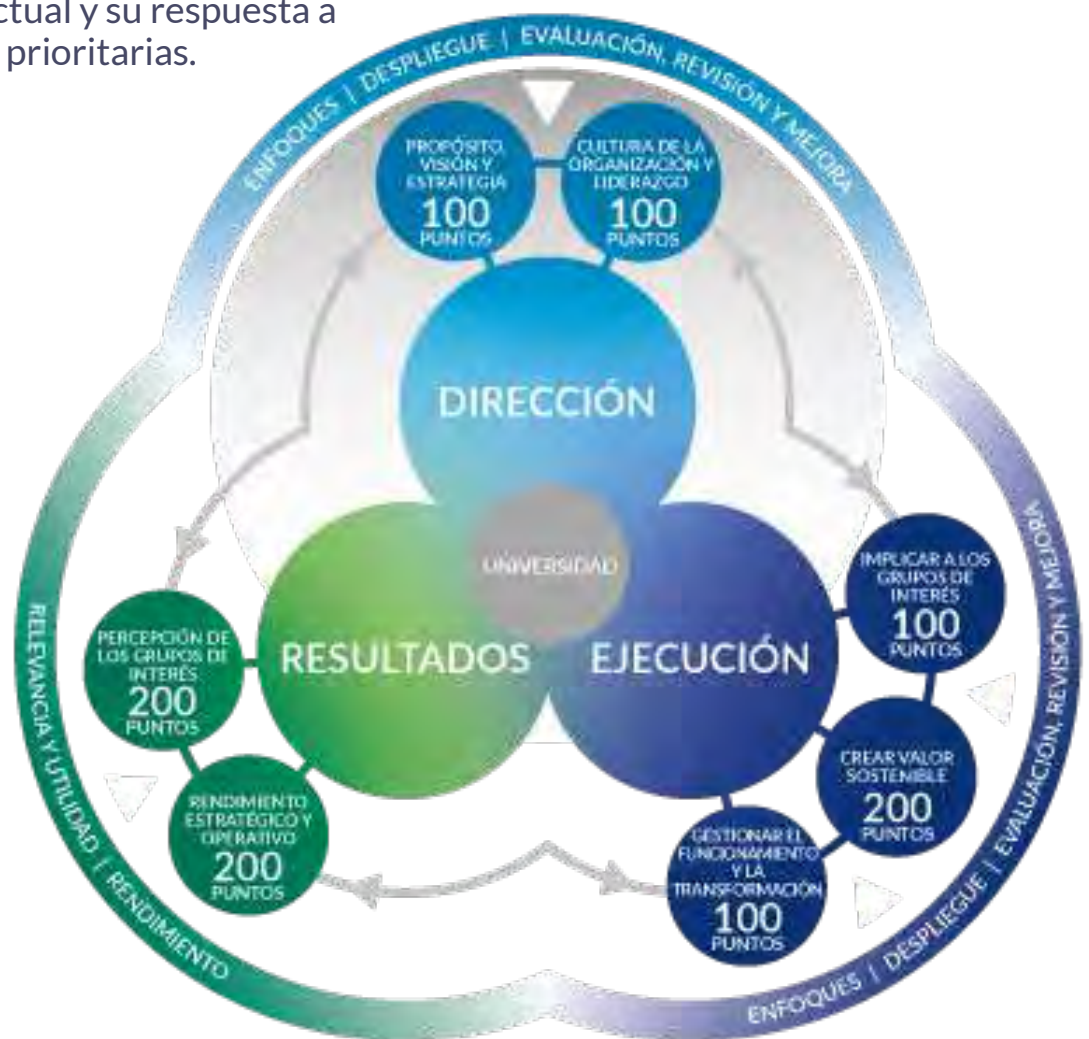 ctual y su respuesta a
prioritarias.
ENFOQUES | DESPLIEGUE | EVALUACIÓN, REVISIÓN Y MEJORA
PROPÓSITO,
VISIÓN Y
ESTRATEGIA
100
PUNTOS
CULTURA DE LA
ORGANIZACIÓN Y
LIDERAZGO
100
PUNTOS
DIRECCIÓN
UNIVERSIDAD
RESULTADOS
EJECUCIÓN
IMPLICAR A LOS
GRUPOS DE
INTERÉS
100
PUNTOS
CREAR VALOR
SOSTENIBLE
200
PUNTOS
GESTIONAR EL
FUNCIONAMIENTO
Y LA
TRANSFORMACIÓN
100
PUNTOS
ENFOQUES | DESPLIEGUE | EVALUACIÓN, REVISIÓN Y MEJORA
PERCEPCIÓN DE
LOS GRUPOS DE
INTERÉS
200
PUNTOS
RENDIMIENTO
ESTRATÉGICO Y
OPERATIVO
200
PUNTOS
RELEVANCIA Y UTILIDAD | RENDIMIENTO